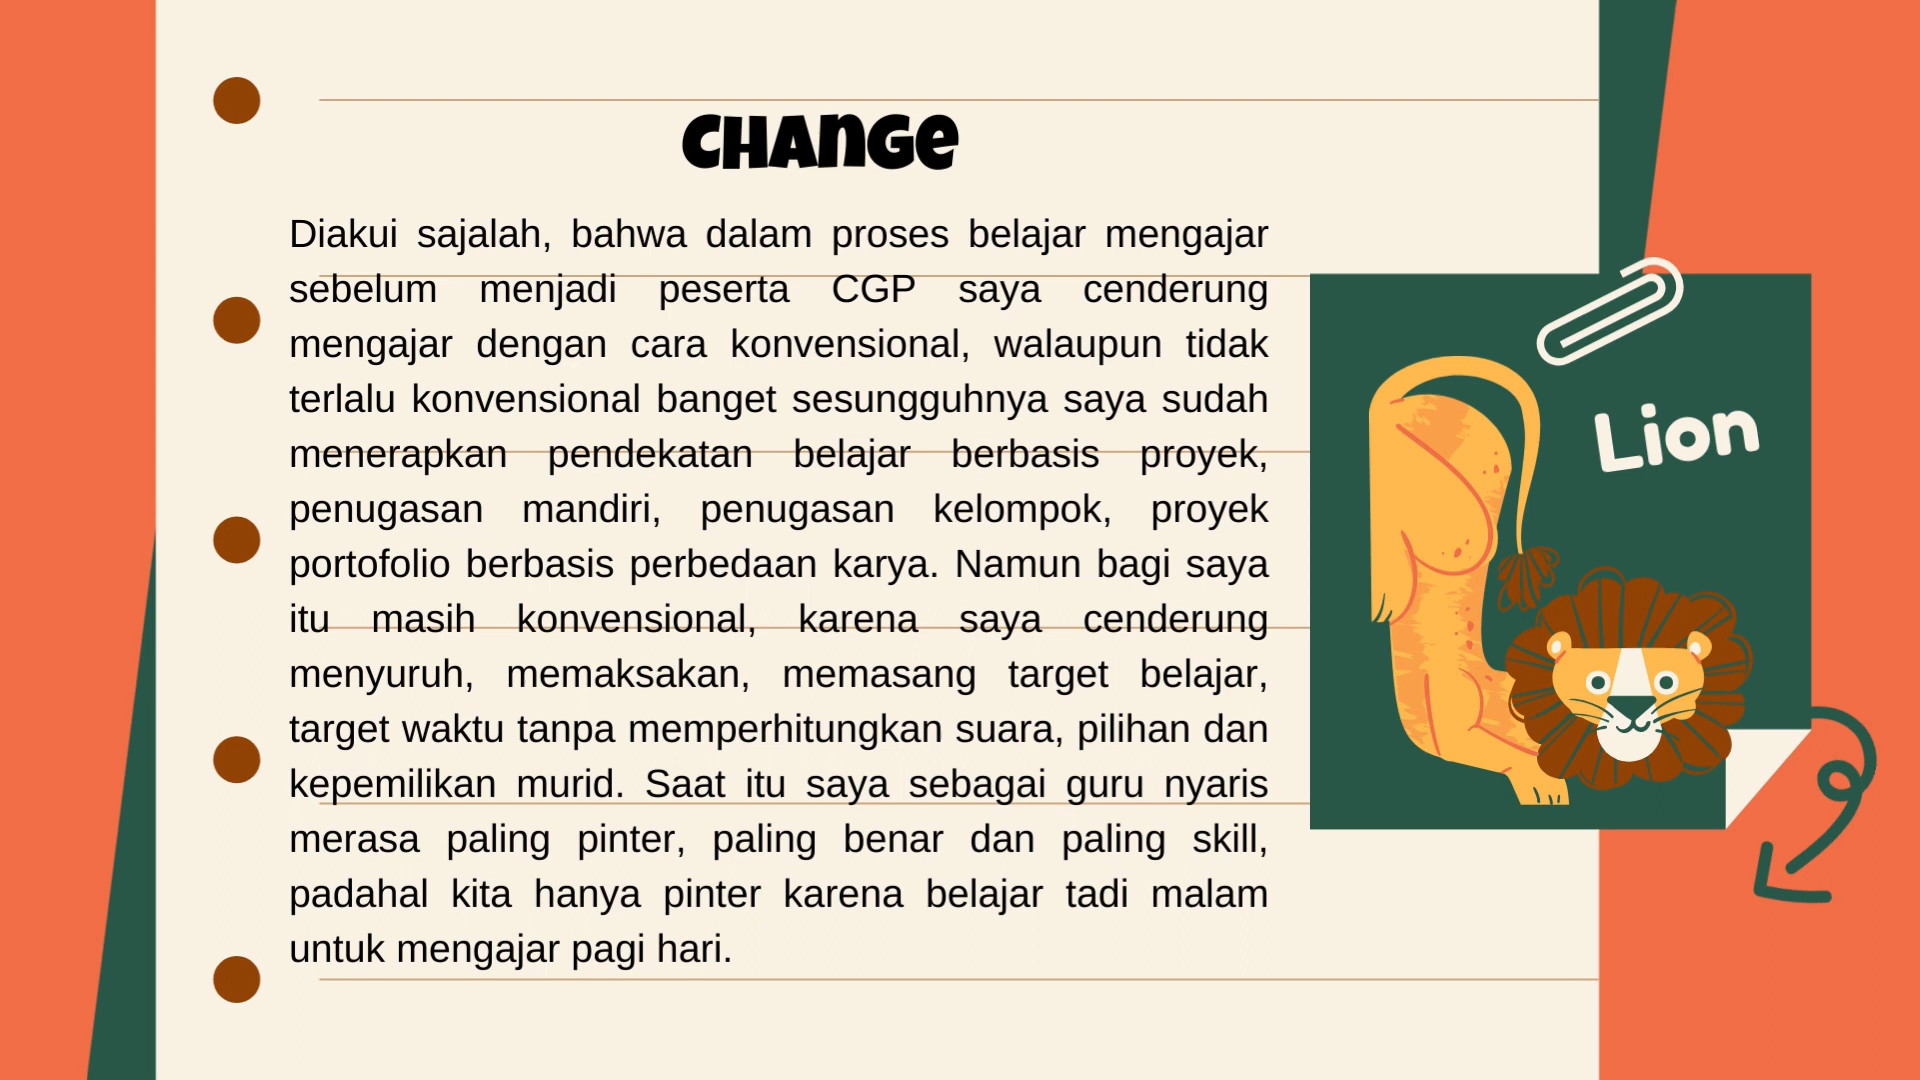 CHANGE
Diakui sajalah, bahwa dalam proses belajar mengajar
sebelum menjadi peserta CGP saya cenderung
mengajar dengan cara konvensional, walaupun tidak
terlalu konvensional banget sesungguhnya saya sudah
menerapkan pendekatan belajar berbasis proyek,
penugasan mandiri, penugasan kelompok, proyek
portofolio berbasis perbedaan karya. Namun bagi saya
itu masih konvensional, karena saya cenderung
menyuruh, memaksakan, memasang target belajar,
target waktu tanpa memperhitungkan suara, pilihan dan
kepemilikan murid. Saat itu saya sebagai guru nyaris
merasa paling pinter, paling benar dan paling skill,
padahal kita hanya pinter karena belajar tadi malam
untuk mengajar pagi hari.
Lion